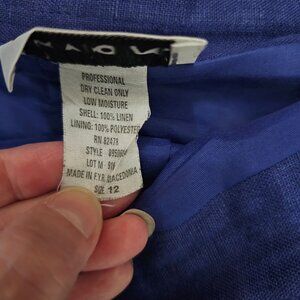 PROFESSIONAL
DRY CLEAN ONLY
LOW MOISTURE
SHELL: 100% LINEN
LINING: 100% POLYESTER
RN 82478
STYLE
LOT M
MADE IN FYR MACEDONIA
SIZE 12